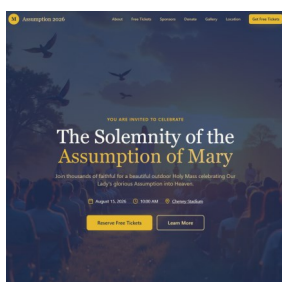 M Assumption 2026 About Free Tickets Sponsor Donate Gallery Location Get Free Tickets
YOU ARE INVITED TO CELEBRATE
The Solemnity of the
Assumption of Mary
Join thousands of faithful for a beautiful outdoor Holy Mass celebrating Our
Lady's glorious Assumption into Heaven.
August 15, 2026 10:00 AM Cheney Stadium
Reserve Free Tickets Learn More